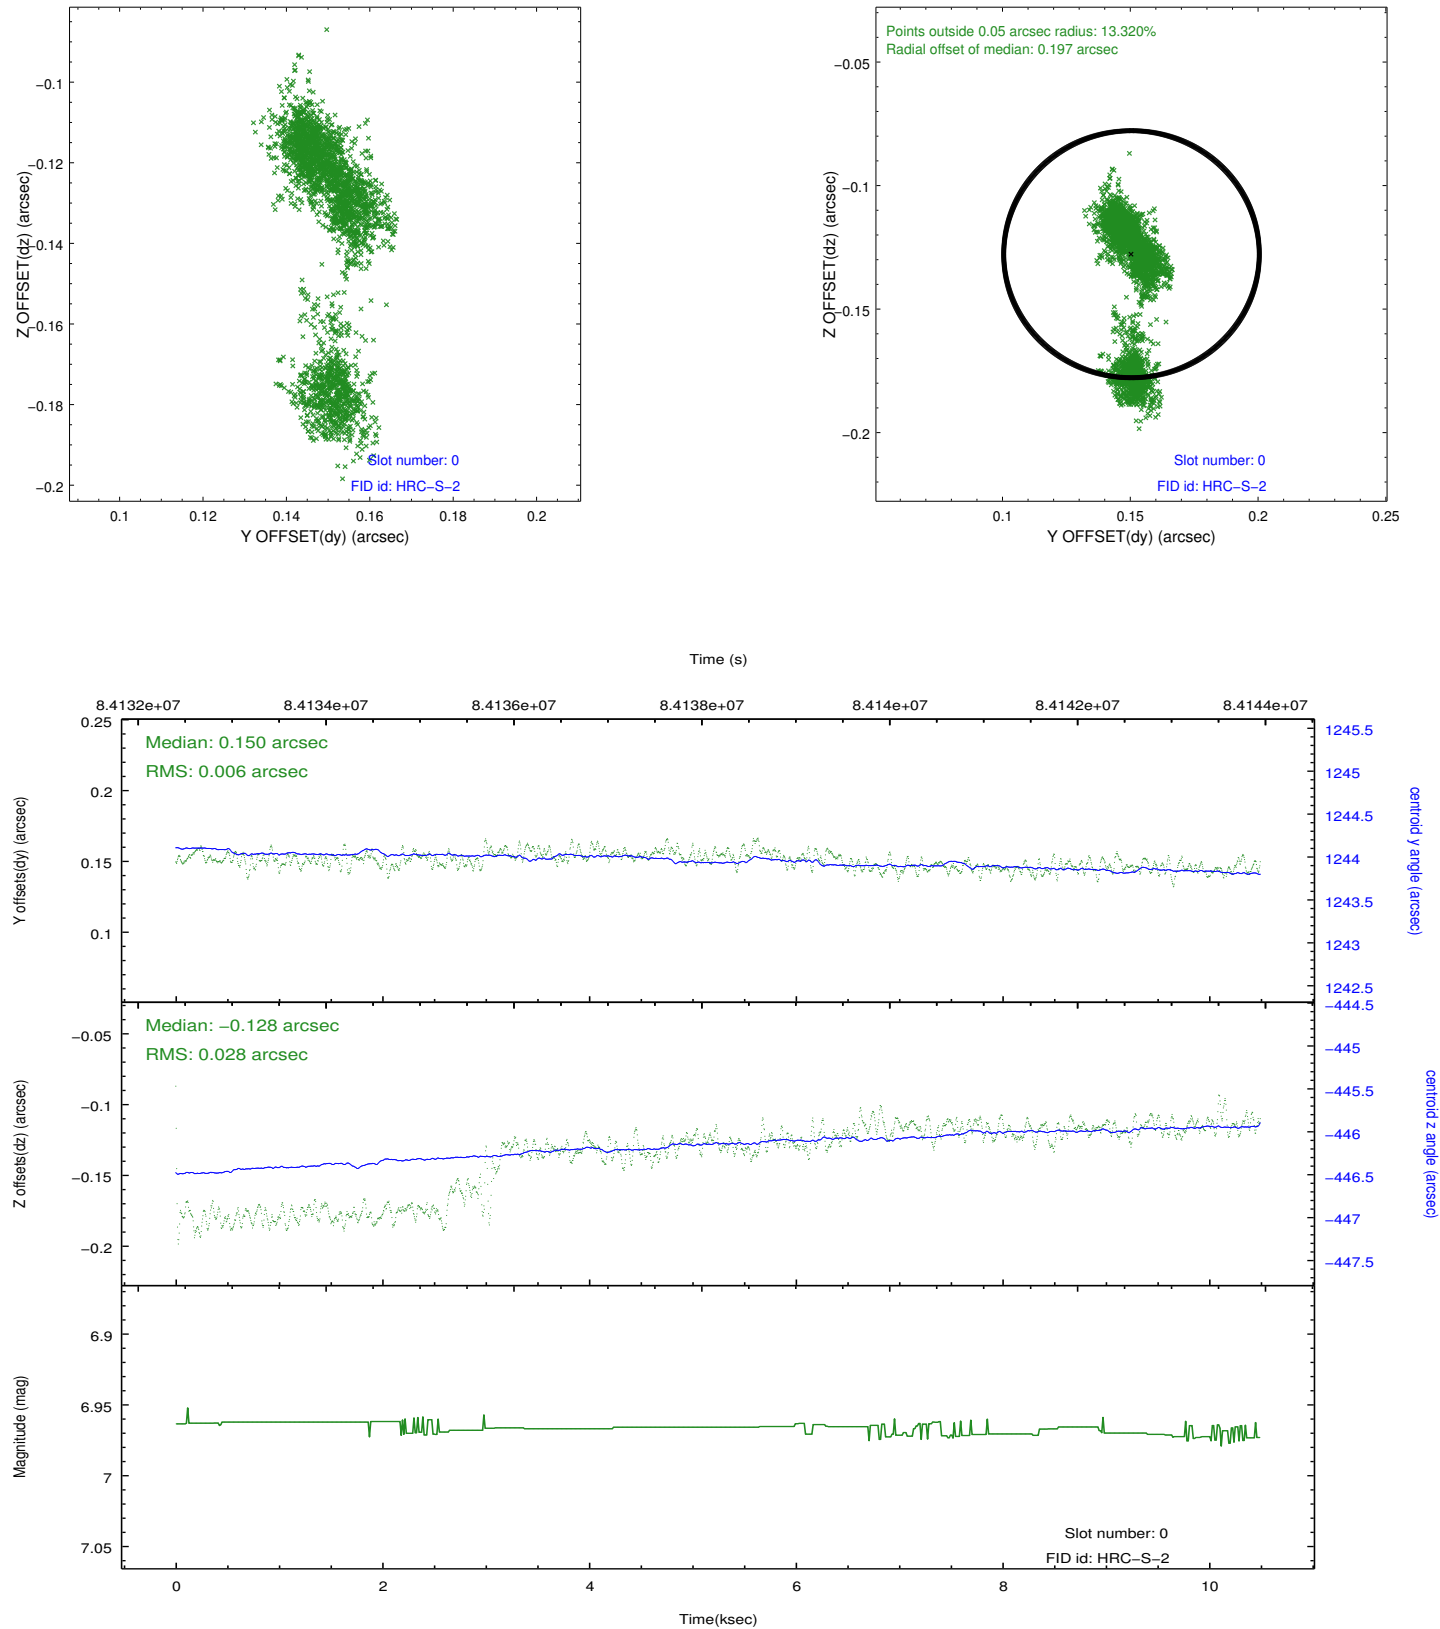 −0.1
−0.12
−0.14
−0.16
−0.18
−0.2
Z OFFSET(dz) (arcsec)
Slot number: 0
FID id: HRC−S−2
0.1 0.12 0.14 0.16 0.18 0.2
Y OFFSET(dy) (arcsec)
Points outside 0.05 arcsec radius: 13.320%
Radial offset of median: 0.197 arcsec
−0.05
−0.1
−0.15
−0.2
Z OFFSET(dz) (arcsec)
Slot number: 0
FID id: HRC−S−2
0.1 0.15 0.2 0.25
Y OFFSET(dy) (arcsec)
Time (s)
8.4132e+07 8.4134e+07 8.4136e+07 8.4138e+07 8.414e+07 8.4142e+07 8.4144e+07
Median: 0.150 arcsec
RMS: 0.006 arcsec
0.25
0.2
0.15
0.1
Y offsets(dy) (arcsec)
1245.5
1245
1244.5
1244
1243.5
1243
1242.5
centroid y angle (arcsec)
Median: −0.128 arcsec
RMS: 0.028 arcsec
−0.05
−0.1
−0.15
−0.2
Z offsets(dz) (arcsec)
−444.5
−445
−445.5
−446
−446.5
−447
−447.5
centroid z angle (arcsec)
6.9
6.95
7
7.05
Magnitude (mag)
Slot number: 0
FID id: HRC−S−2
0 2 4 6 8 10
Time(ksec)